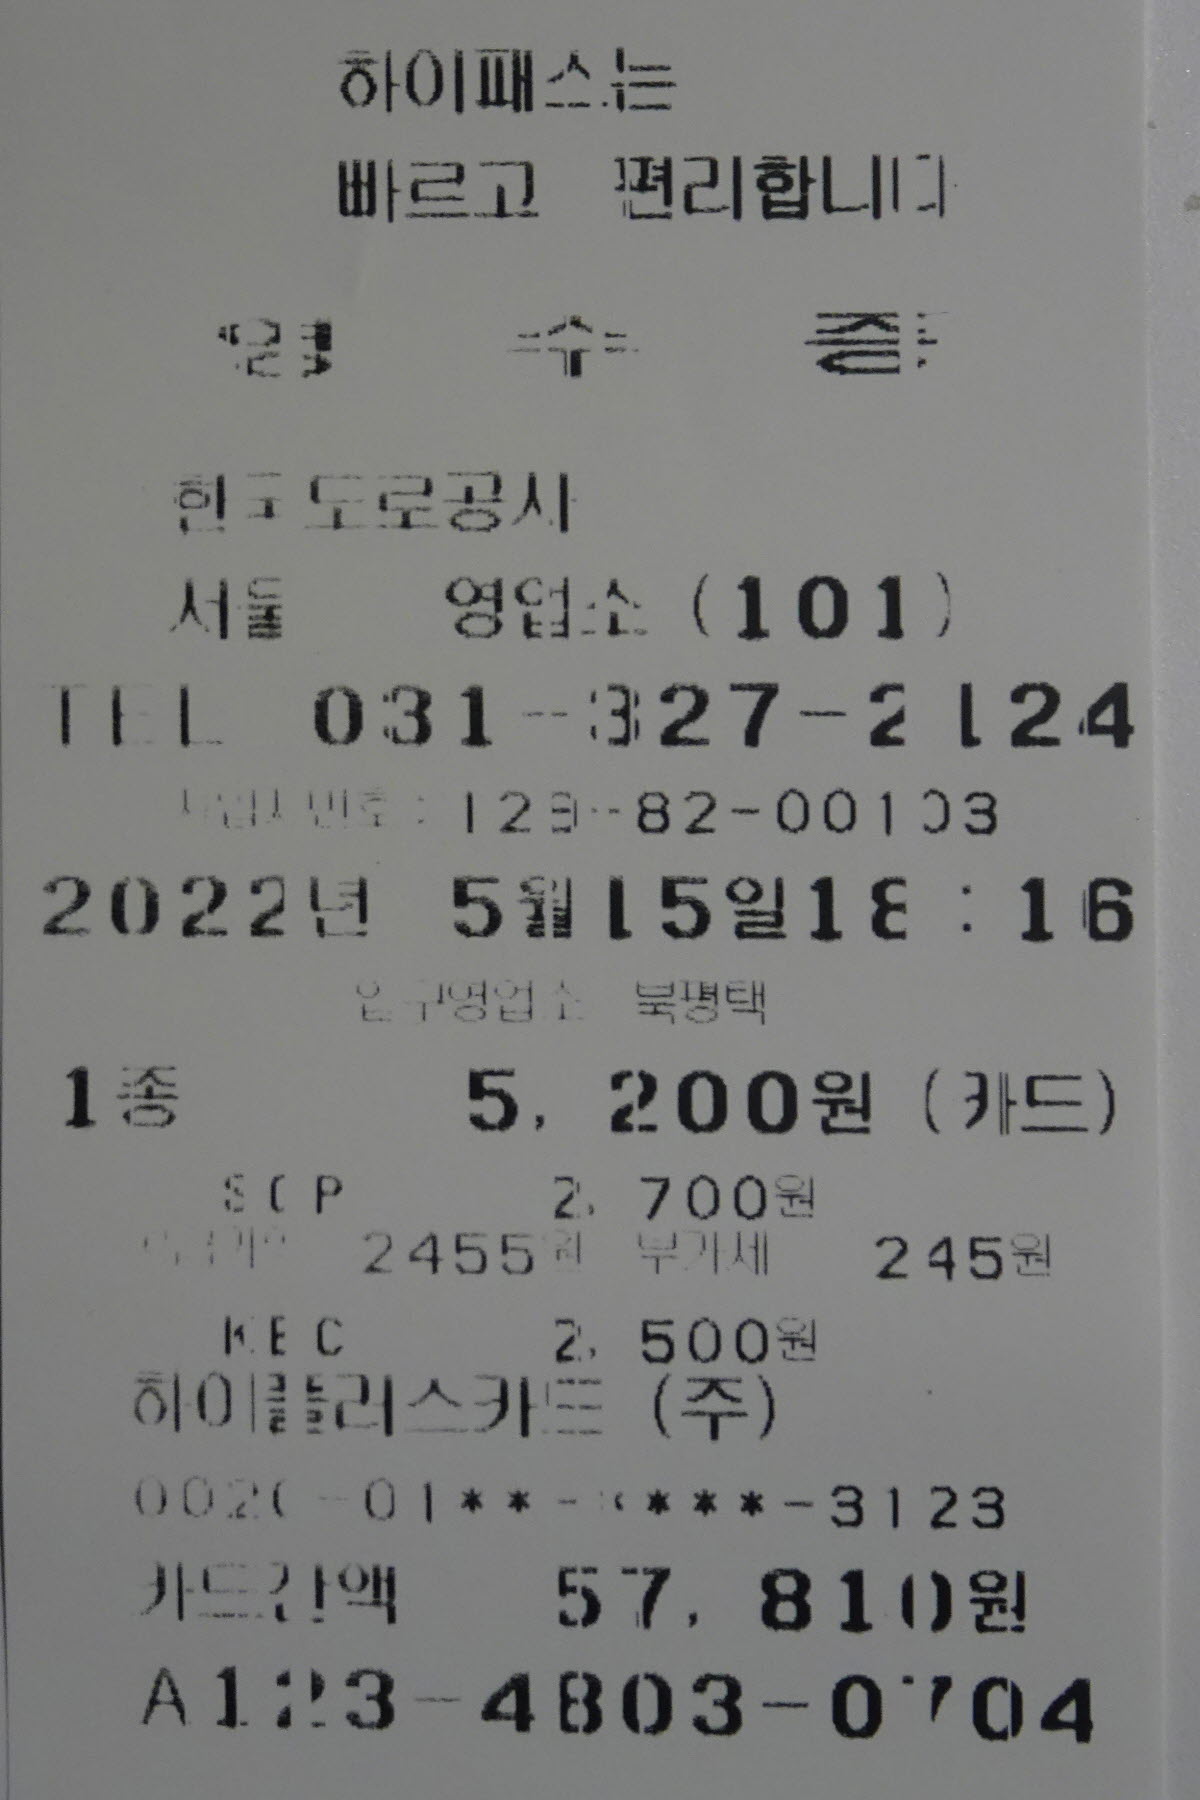 하이패스는
빠르고 편리합니다
영 수 증
한국도로공사
서울 영업소 (101)
TEL 031-327-2124
사업자번호: 129-82-00103
2022년 5월15일18:16
입구영업소 북평택
1종 5,200원 (카드)
SCP 2,700원
2455원 부가세 245원
KEC 2,500원
하이플러스카드 (주)
0020-01**-****-3123
카드잔액 57,810원
A123-4803-0704